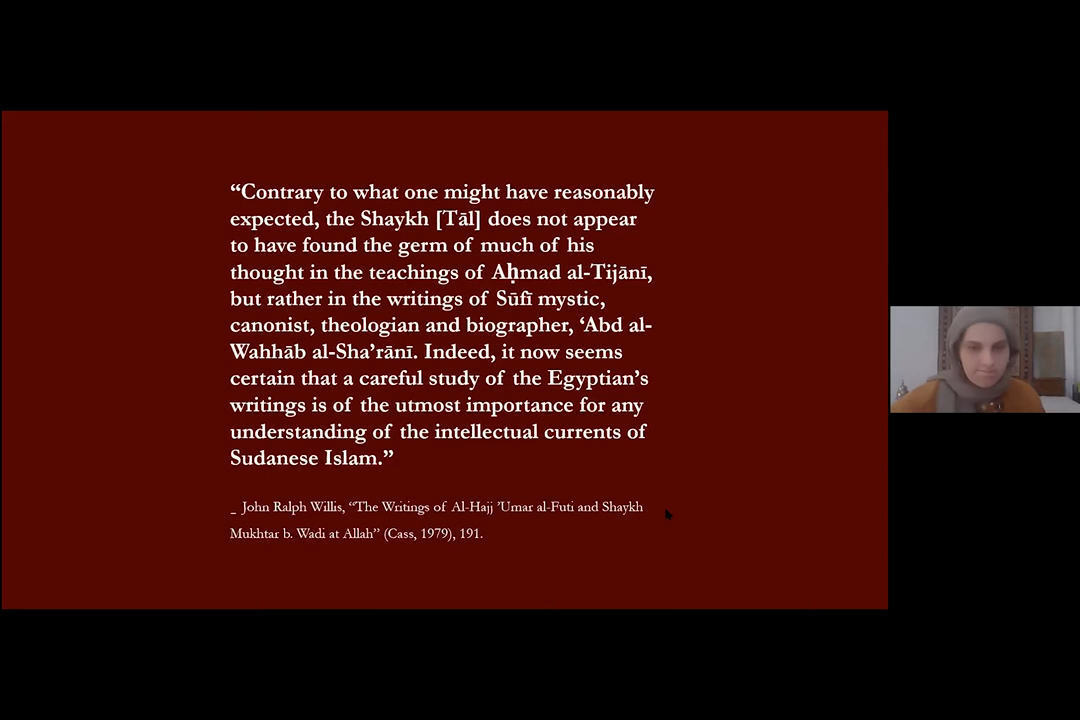 “Contrary to what one might have reasonably
expected, the Shaykh [Tāl] does not appear
to have found the germ of much of his
thought in the teachings of Aḥmad al-Tijānī,
but rather in the writings of Sūfī mystic,
canonist, theologian and biographer, ‘Abd al-
Wahhāb al-Sha’rānī. Indeed, it now seems
certain that a careful study of the Egyptian’s
writings is of the utmost importance for any
understanding of the intellectual currents of
Sudanese Islam.”
_ John Ralph Willis, “The Writings of Al-Hajj ’Umar al-Futi and Shaykh
Mukhtar b. Wadi at Allah” (Cass, 1979), 191.